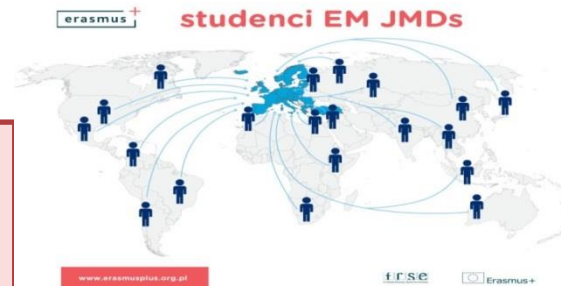 erasmus+
studenci EM JMDs
www.erasmusplus.org.pl
frse
Erasmus+